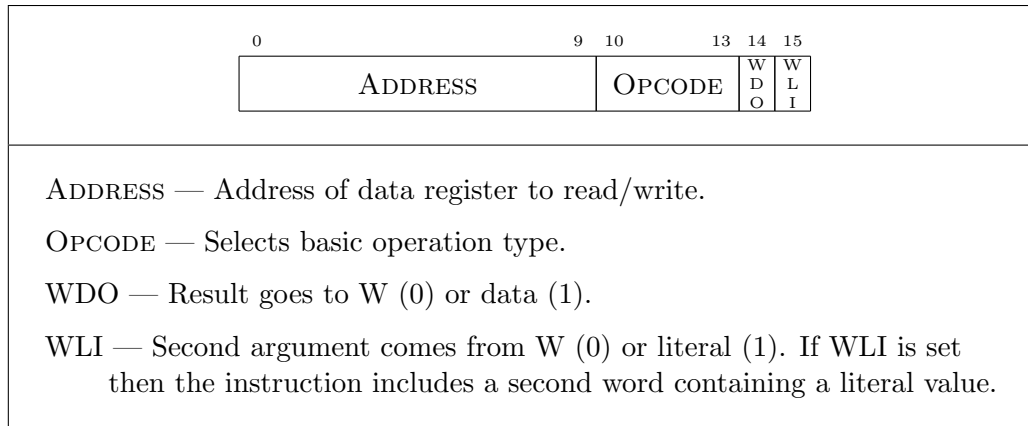 0 9 10 13 14 15
ADDRESS OPCODE WDO WLI
ADDRESS — Address of data register to read/write.
OPCODE — Selects basic operation type.
WDO — Result goes to W (0) or data (1).
WLI — Second argument comes from W (0) or literal (1). If WLI is set
then the instruction includes a second word containing a literal value.